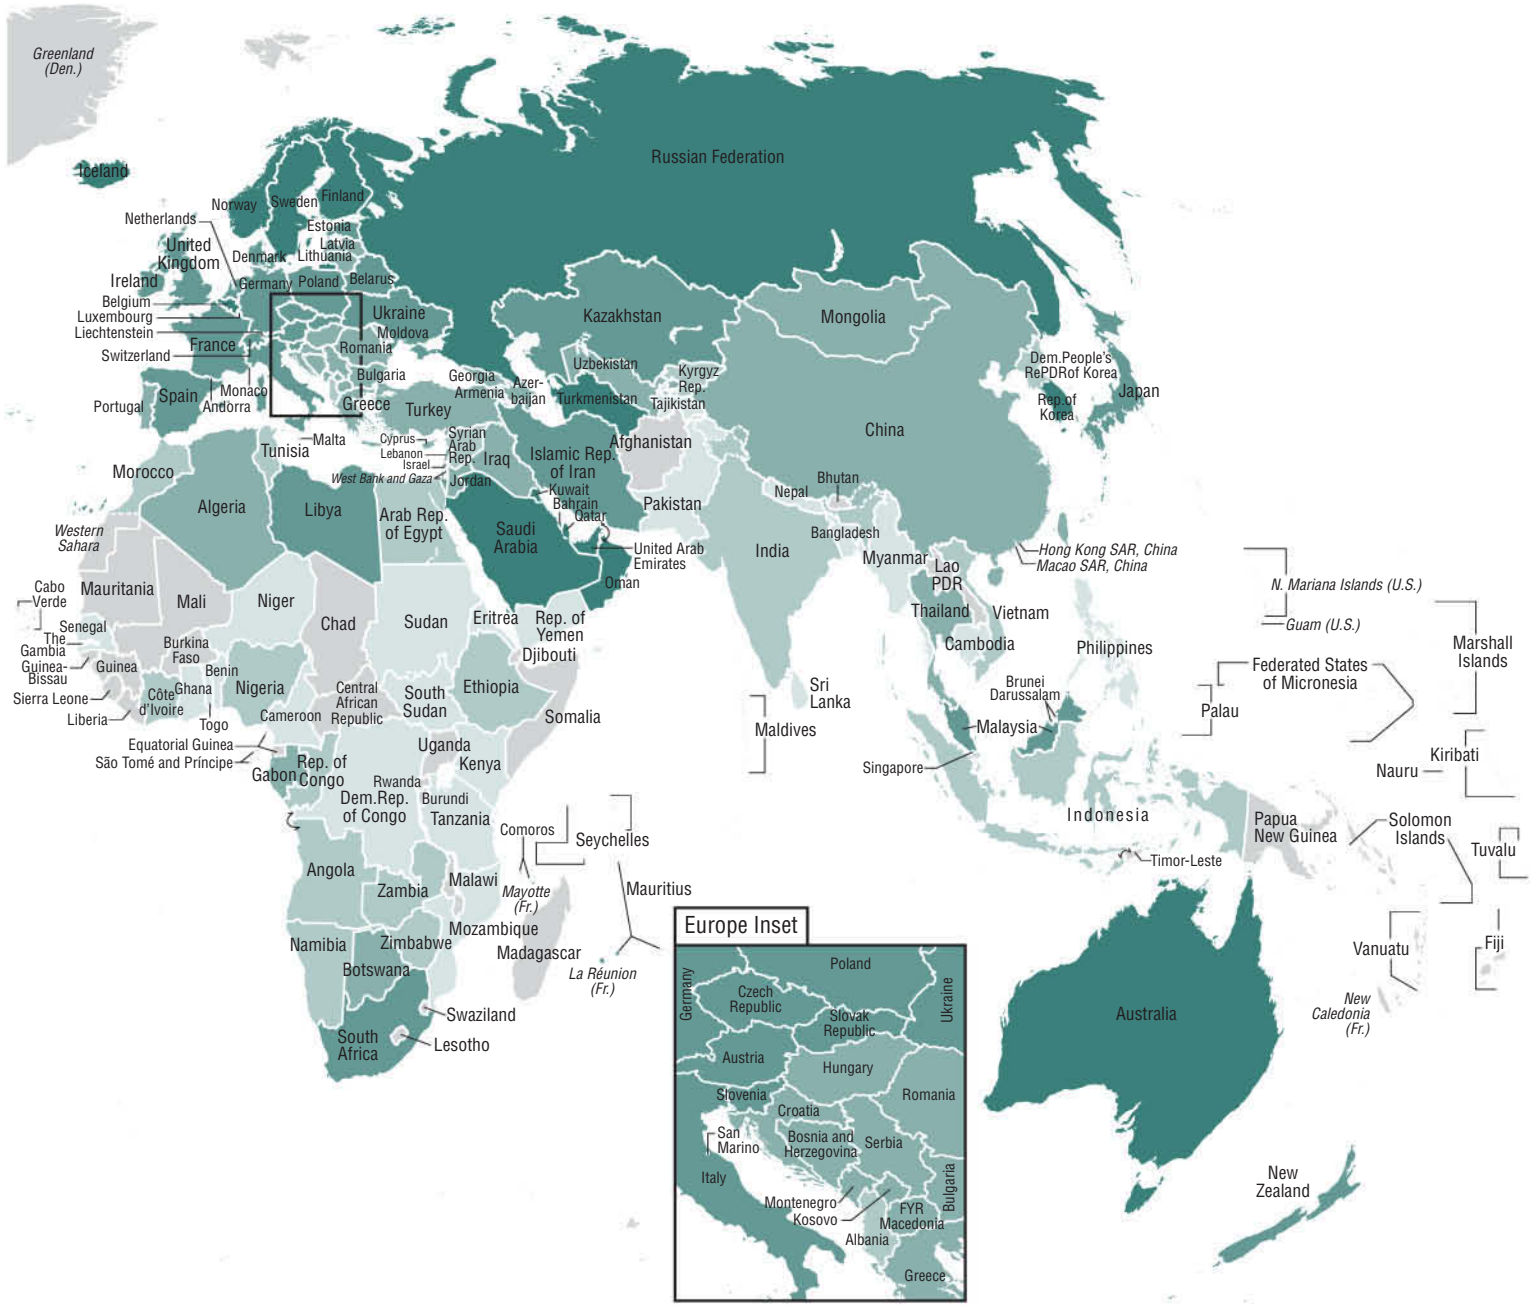 Greenland
(Den.)
Iceland
Russian Federation
Norway
Sweden
Finland
Netherlands
Estonia
Latvia
Lithuania
United
Kingdom
Denmark
Ireland
Germany
Poland
Belarus
Belgium
Luxembourg
Liechtenstein
Switzerland
France
Ukraine
Moldova
Romania
Kazakhstan
Mongolia
Uzbekistan
Kyrgyz
Rep.
Tajikistan
Dem.People's
RePDRof Korea
Rep.of
Korea
Japan
Bulgaria
Georgia
Armenia
Azer-
baijan
Turkmenistan
Monaco
Spain
Portugal
Andorra
Greece
Turkey
China
Malta
Tunisia
Cyprus
Lebanon
Israel
West Bank and Gaza
Syrian
Arab
Rep.
Iraq
Jordan
Islamic Rep.
of Iran
Afghanistan
Morocco
Algeria
Libya
Arab Rep.
of Egypt
Kuwait
Bahrain
Qatar
Saudi
Arabia
United Arab
Emirates
Oman
Pakistan
Nepal
Bhutan
India
Bangladesh
Myanmar
Lao
PDR
Hong Kong SAR, China
Macao SAR, China
Western
Sahara
Mauritania
Mali
Niger
Chad
Sudan
Eritrea
Rep. of
Yemen
Djibouti
Thailand
Vietnam
Cambodia
Philippines
N. Mariana Islands (U.S.)
Guam (U.S.)
Marshall
Islands
Federated States
of Micronesia
Palau
Cabo
Verde
Senegal
The
Gambia
Guinea-
Bissau
Guinea
Sierra Leone
Liberia
Burkina
Faso
Côte
d'Ivoire
Ghana
Togo
Benin
Nigeria
Cameroon
Central
African
Republic
South
Sudan
Ethiopia
Somalia
Sri
Lanka
Maldives
Brunei
Darussalam
Malaysia
Singapore
Kiribati
Nauru
Equatorial Guinea
São Tomé and Príncipe
Gabon
Rep. of
Congo
Uganda
Kenya
Rwanda
Burundi
Dem.Rep.
of Congo
Tanzania
Comoros
Seychelles
Indonesia
Papua
New Guinea
Solomon
Islands
Tuvalu
Timor-Leste
Angola
Zambia
Malawi
Mayotte
(Fr.)
Mauritius
Mozambique
Madagascar
La Réunion
(Fr.)
Namibia
Zimbabwe
Botswana
Swaziland
South
Africa
Lesotho
Vanuatu
Fiji
New
Caledonia
(Fr.)
Australia
New
Zealand
Europe Inset
Germany
Poland
Czech
Republic
Ukraine
Slovak
Republic
Austria
Hungary
Slovenia
Romania
Croatia
San
Marino
Bosnia and
Herzegovina
Serbia
Italy
Bulgaria
Montenegro
Kosovo
FYR
Macedonia
Albania
Greece